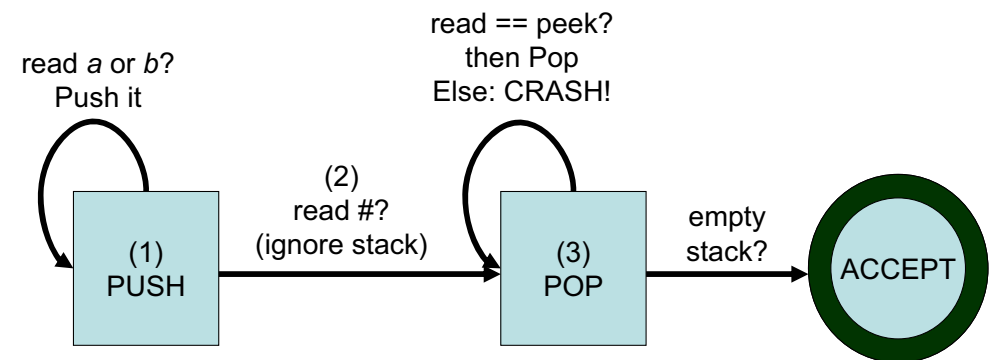 read a or b?
Push it
(1)
PUSH
(2)
read #?
(ignore stack)
read == peek?
then Pop
Else: CRASH!
(3)
POP
empty
stack?
ACCEPT